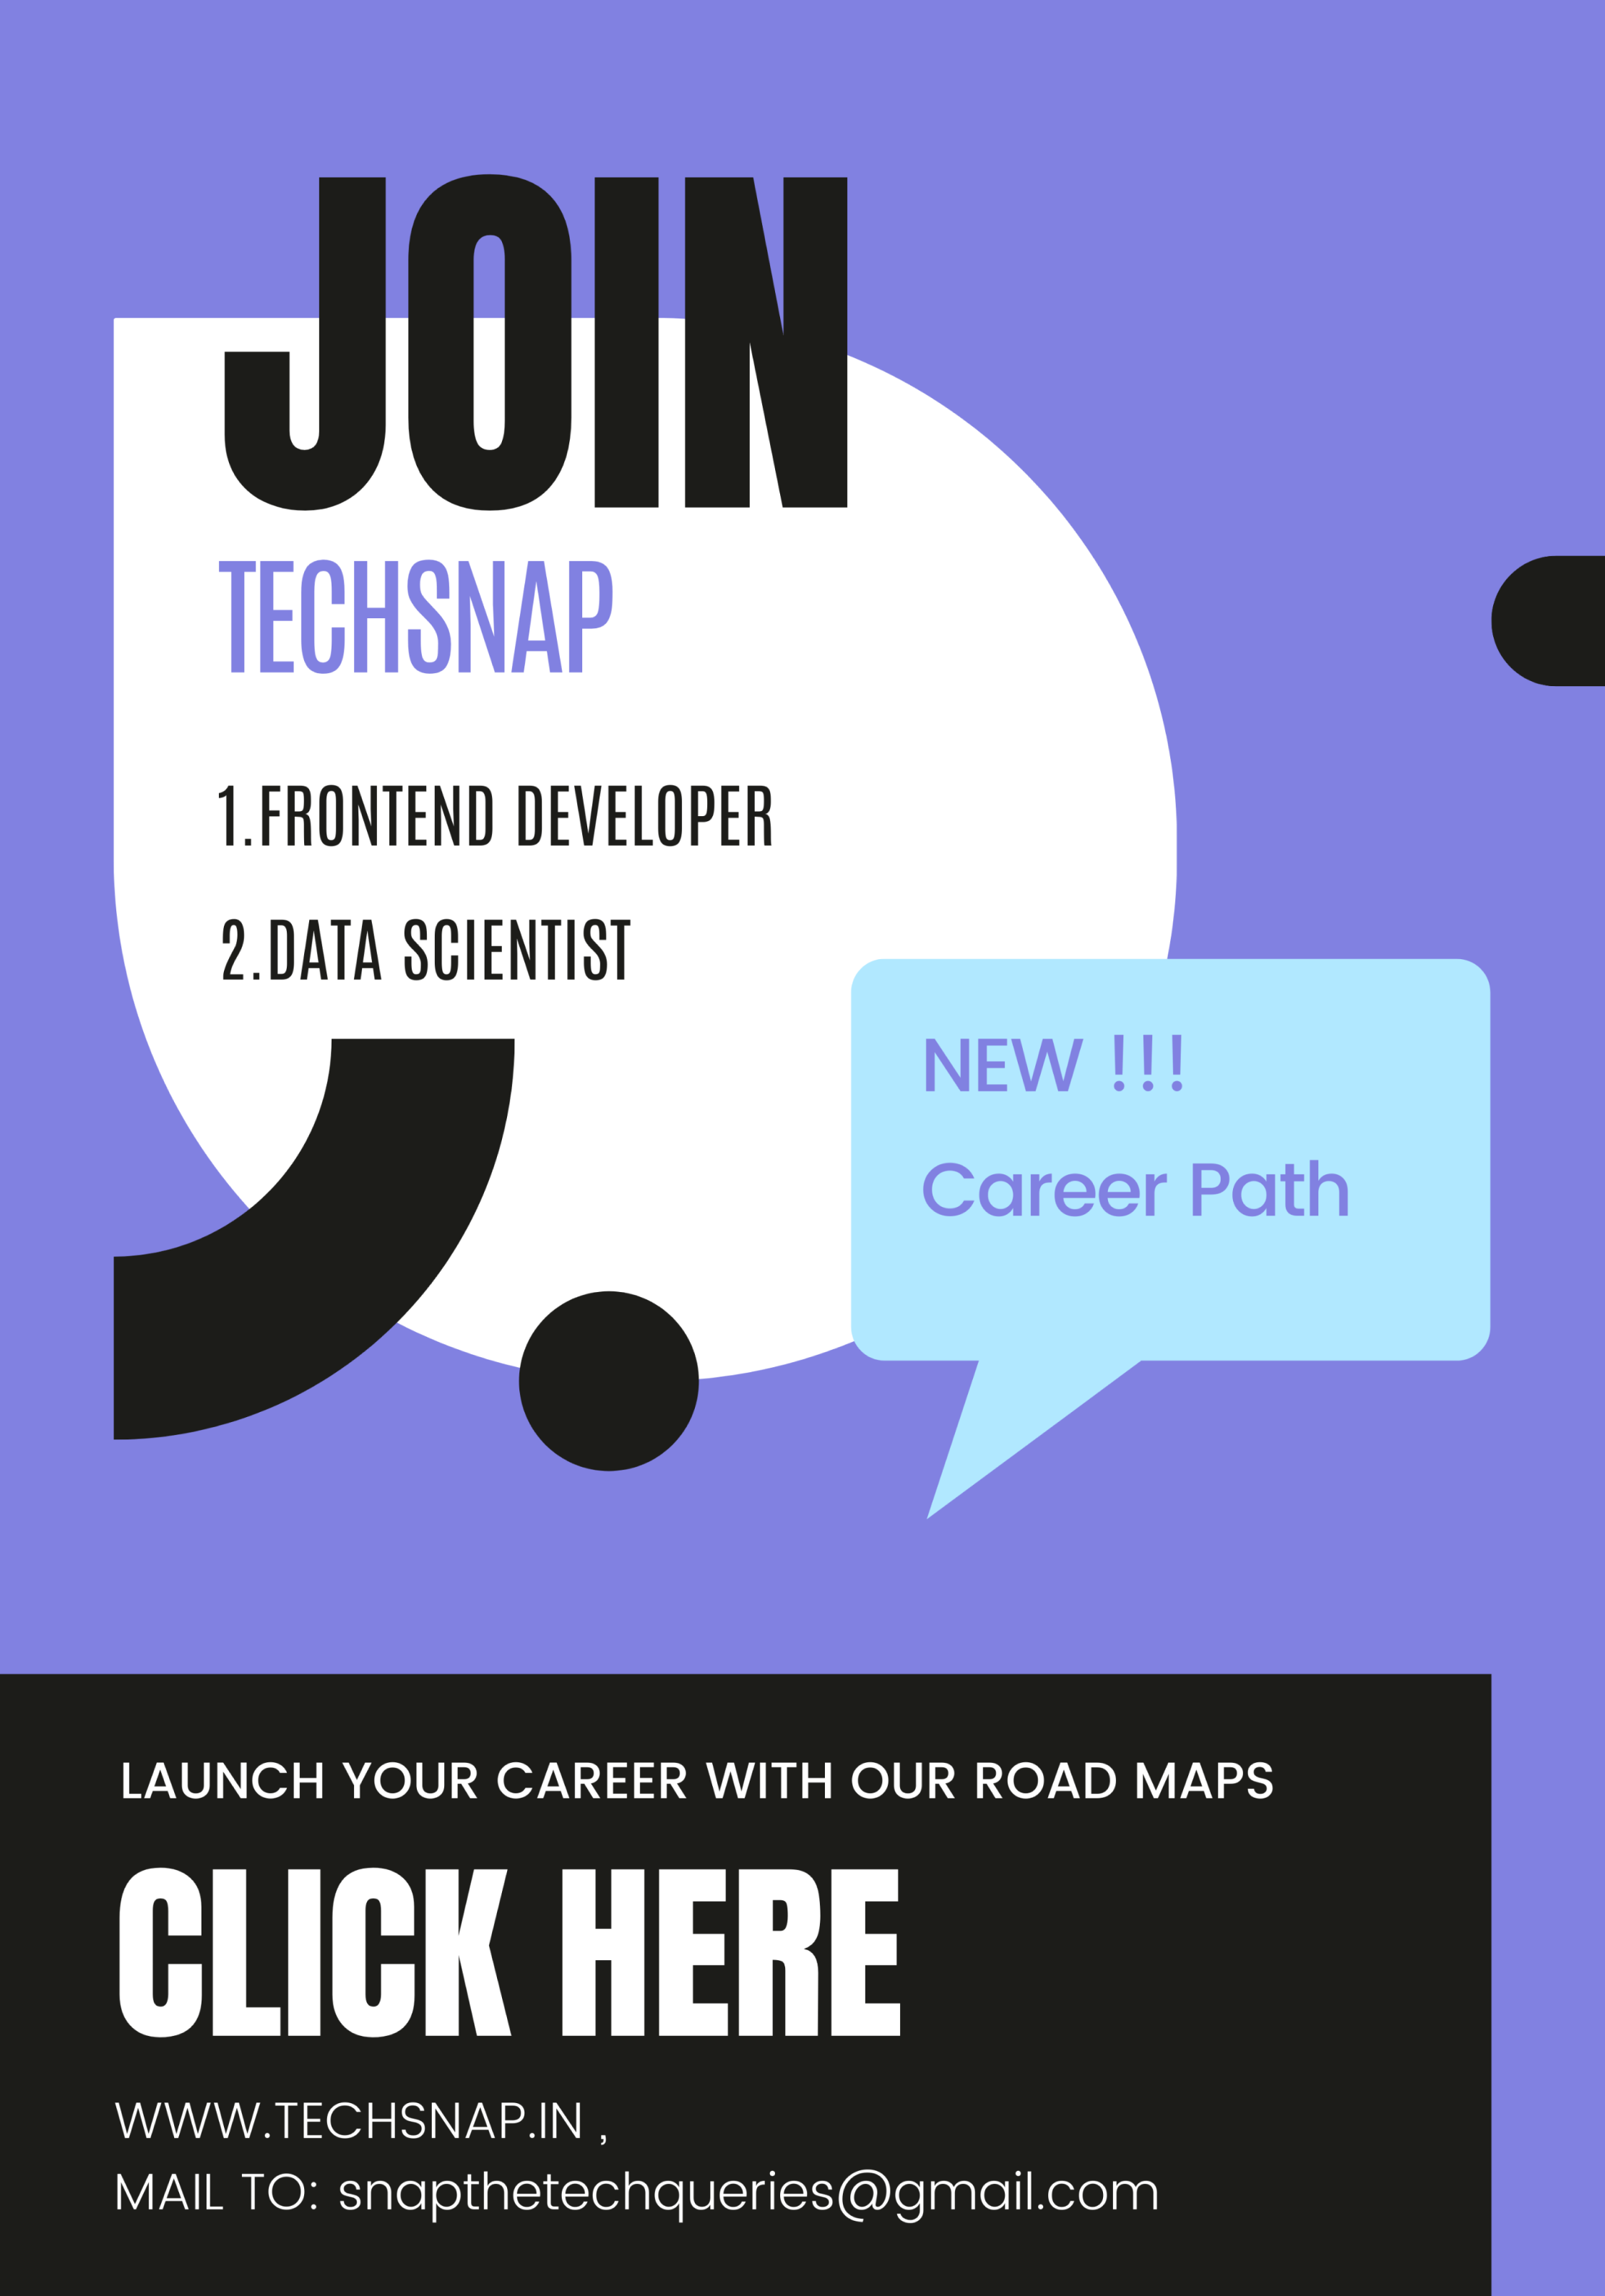 JOIN
TECHSNAP
1.FRONTEND DEVELOPER
2.DATA SCIENTIST
NEW !!!
Career Path
LAUNCH YOUR CAREER WITH OUR ROAD MAPS
CLICK HERE
WWW.TECHSNAP.IN ,
MAIL TO: snaptheetechqueries@gmail.com